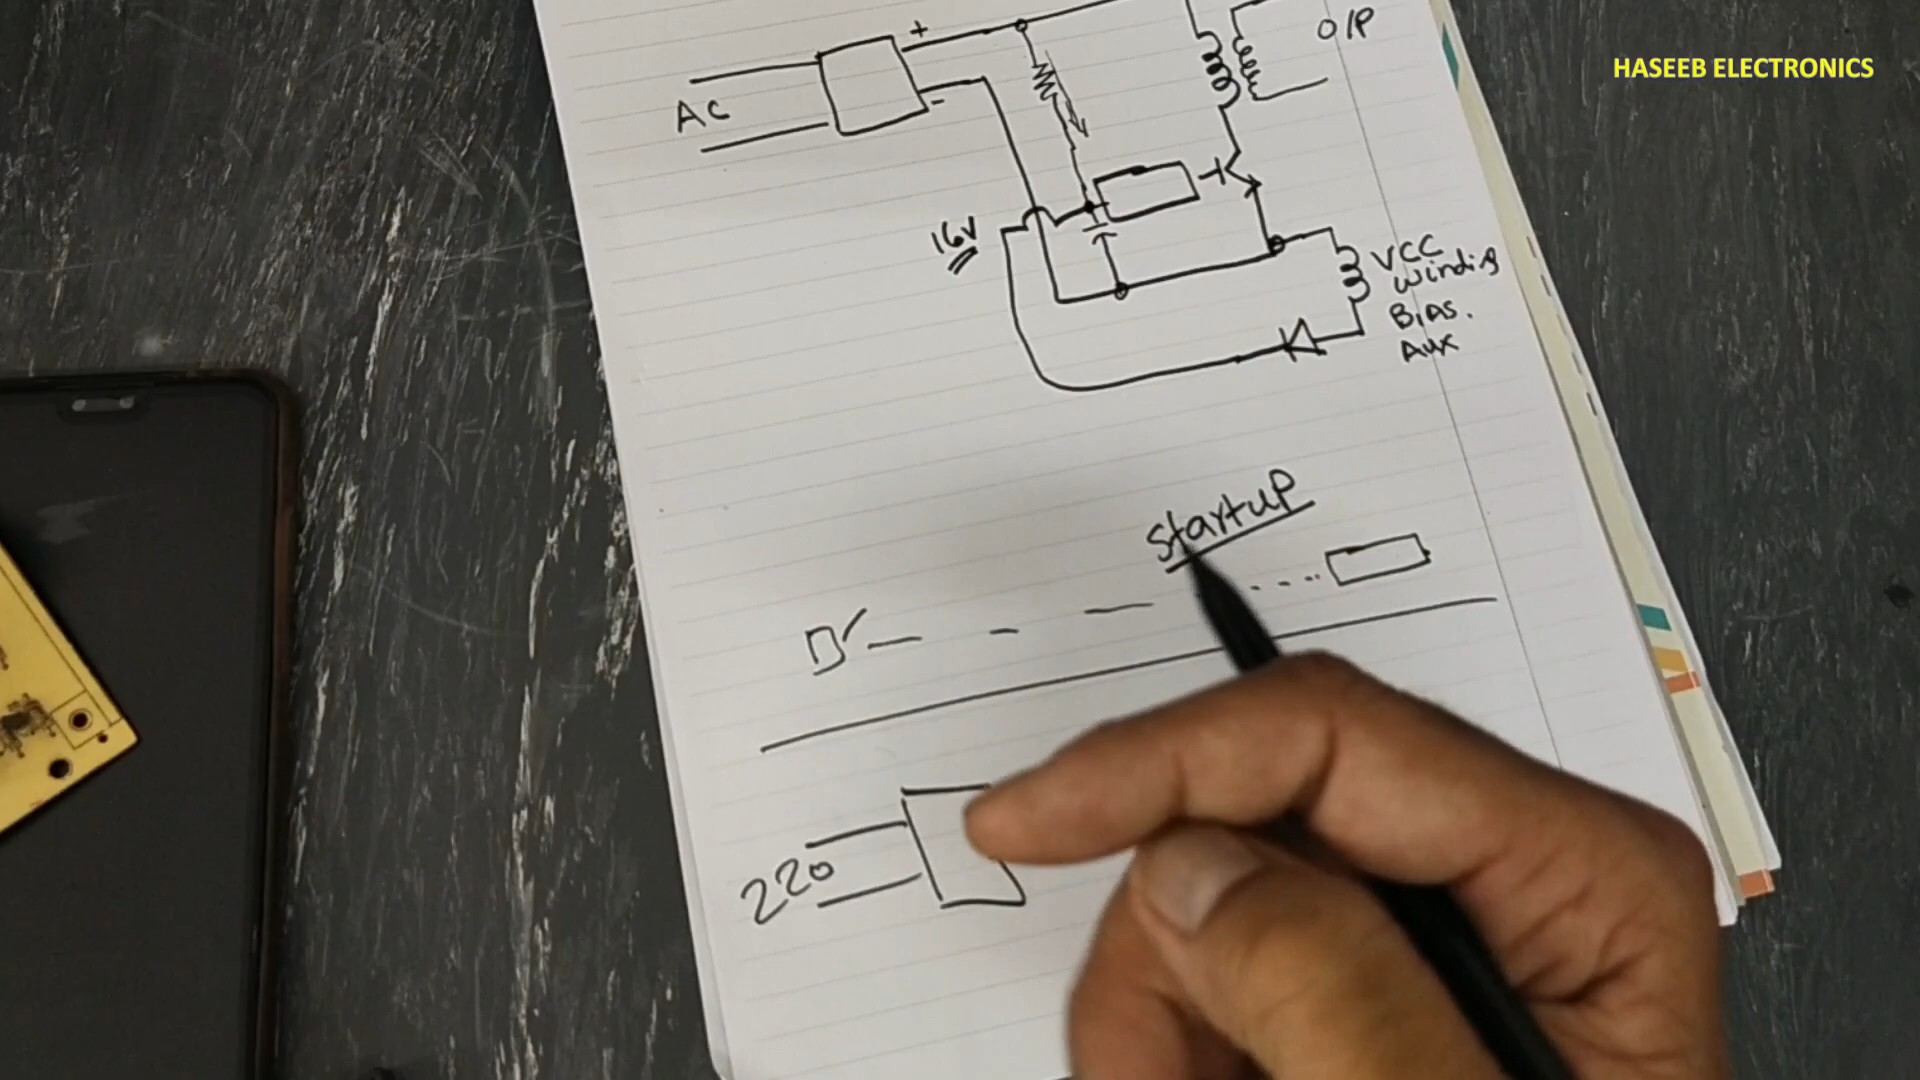 HASEEB ELECTRONICS
O/P
+
AC
-
16V
VCC
Winding
BIAS.
AUX
Startup
220